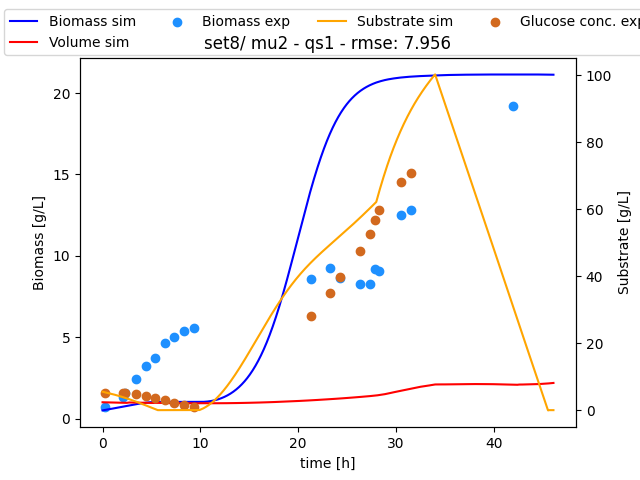 Biomass sim Biomass exp Substrate sim Glucose conc. exp
Volume sim
set8/ mu2 - qs1 - rmse: 7.956
20
15
10
5
0
Biomass [g/L]
100
80
60
40
20
0
Substrate [g/L]
0 10 20 30 40
time [h]